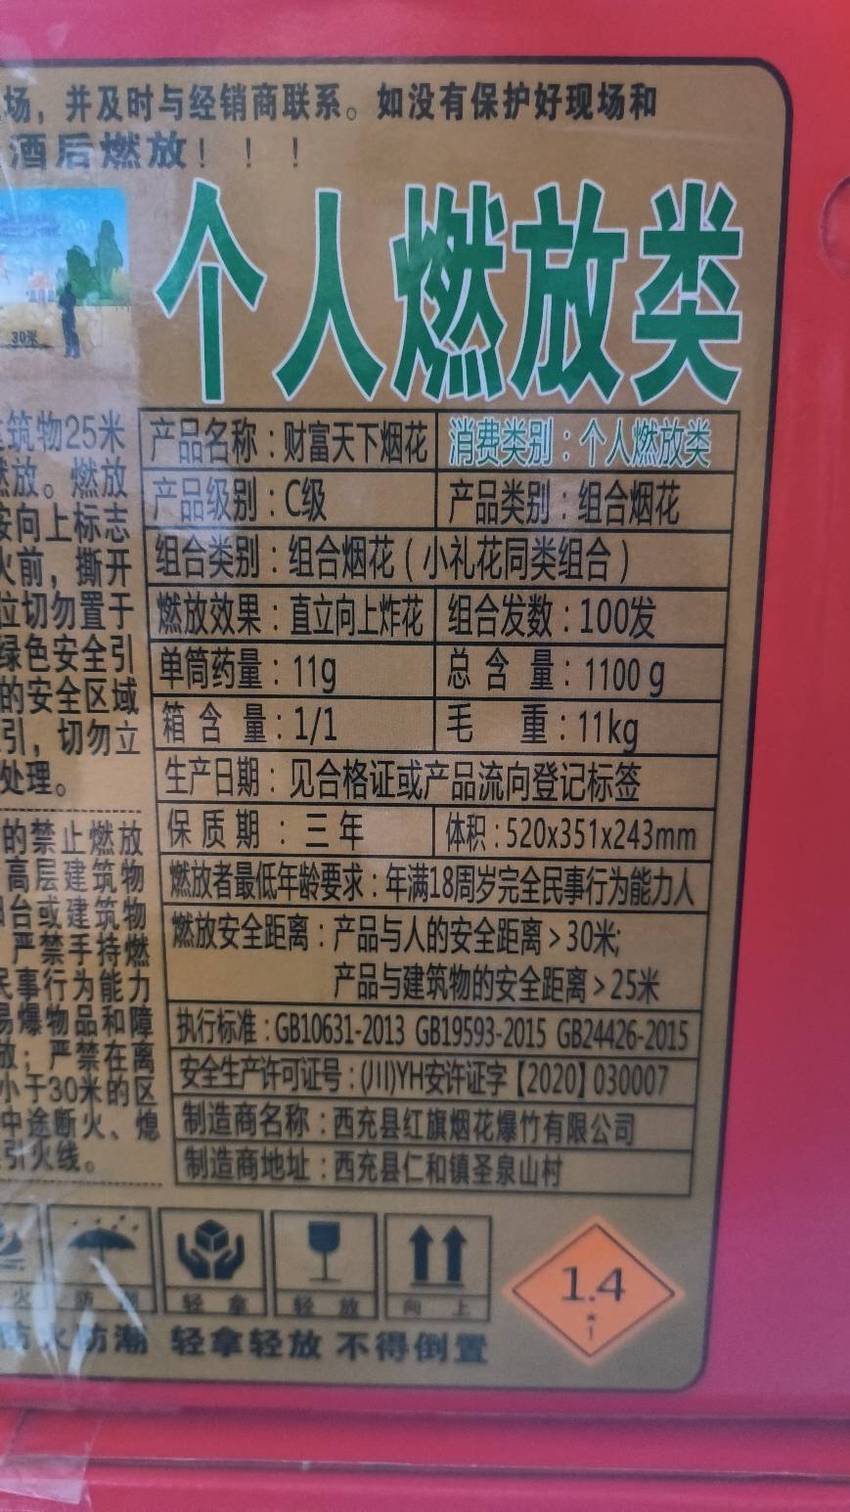 场，并及时与经销商联系。如没有保护好现场和
酒后燃放！！！
个人燃放类
30米
筑物25米
然放。燃放
按向上标志
火前，撕开
位切勿置于
绿色安全引
的安全区域
引，切勿立
处理。
产品名称：财富天下烟花 消费类别：个人燃放类
产品级别：C级 产品类别：组合烟花
组合类别：组合烟花（小礼花同类组合）
燃放效果：直立向上炸花 组合发数：100发
单筒药量：11g 总含量：1100 g
箱含量：1/1 毛 重：11kg
生产日期：见合格证或产品流向登记标签
保质期：三年 体积：520x351x243mm
燃放者最低年龄要求：年满18周岁完全民事行为能力人
燃放安全距离：产品与人的安全距离>30米;
产品与建筑物的安全距离>25米
执行标准：GB10631-2013 GB19593-2015 GB24426-2015
安全生产许可证号：(川)YH安许证字【2020】030007
制造商名称：西充县红旗烟花爆竹有限公司
制造商地址：西充县仁和镇圣泉山村
的禁止燃放
高层建筑物
阳台或建筑物
严禁手持燃
民事行为能力
易爆物品和障
放；严禁在离
小于30米的区
中途断火、熄
引火线。
火 防潮 轻拿 轻放 向上
防火防潮 轻拿轻放 不得倒置
1.4